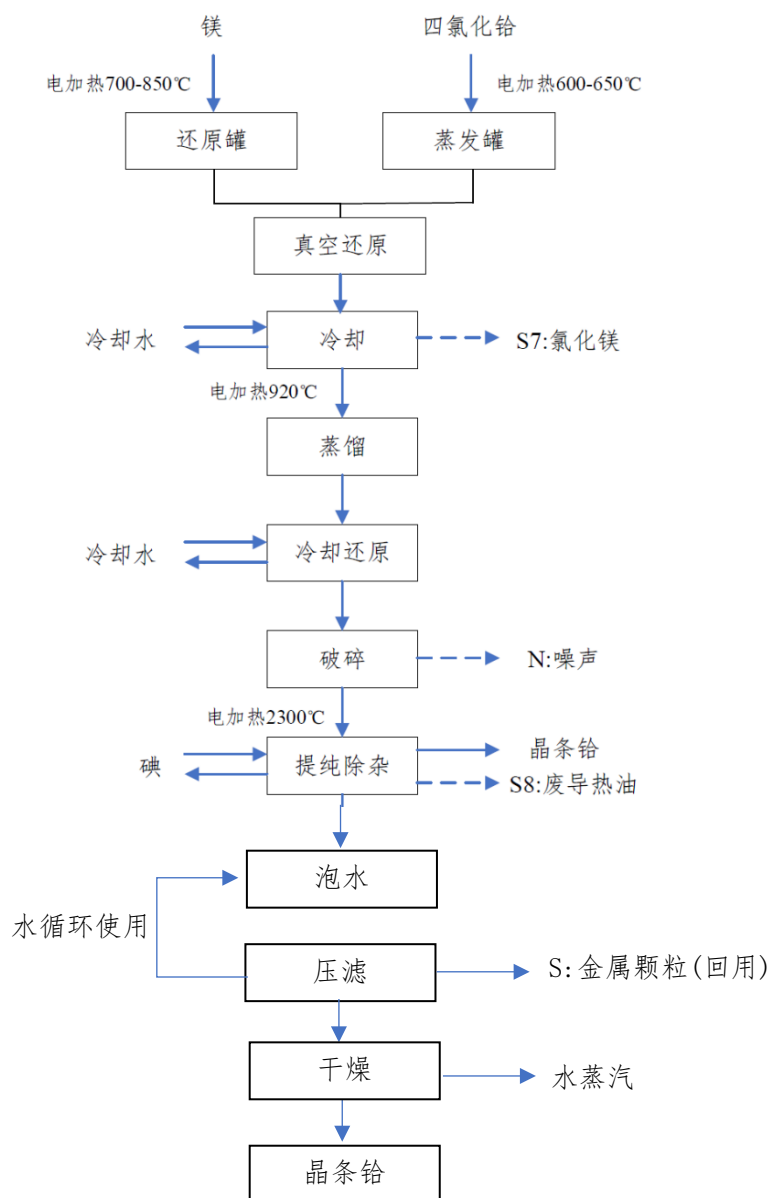 镁
四氯化铪
电加热700-850℃
电加热600-650℃
还原罐
蒸发罐
真空还原
冷却水
冷却
S7:氯化镁
电加热920℃
蒸馏
冷却水
冷却还原
破碎
N:噪声
电加热2300℃
碘
提纯除杂
晶条铪
S8:废导热油
泡水
水循环使用
压滤
S:金属颗粒(回用)
干燥
水蒸汽
晶条铪